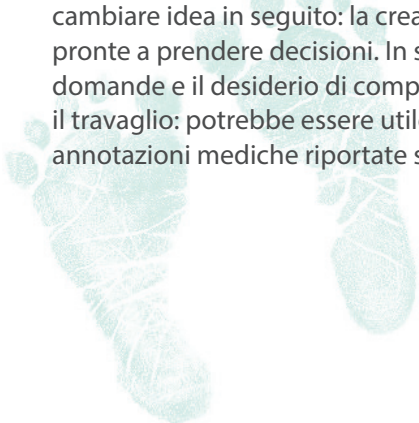 cambiare idea in seguito: la crea
pronte a prendere decisioni. In s
domande e il desiderio di comp
il travaglio: potrebbe essere util
annotazioni mediche riportate s